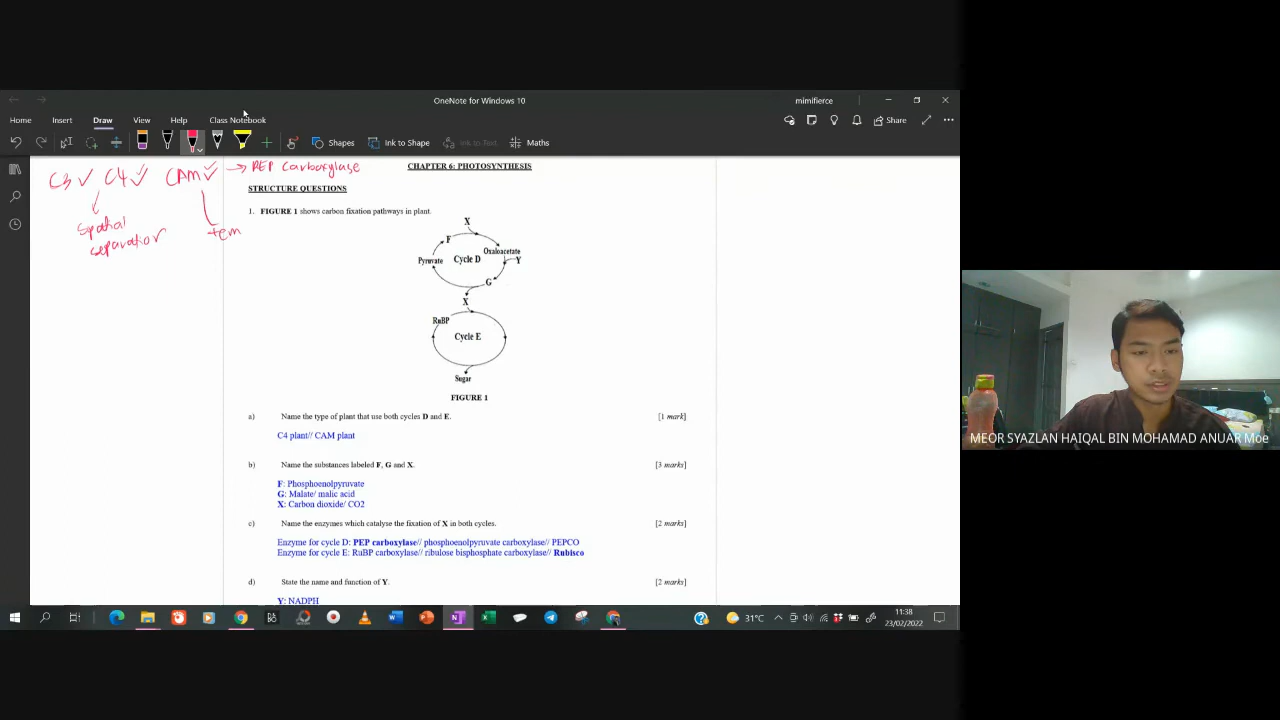 OneNote for Windows 10
mimifierce
Home Insert Draw View Help Class Notebook
Share
Shapes Ink to Shape Ink to Text Maths
C3 ✓ C4 ✓ CAM ✓ → PEP carboxylase
spatial
separation
tem
CHAPTER 6: PHOTOSYNTHESIS
STRUCTURE QUESTIONS
1. FIGURE 1 shows carbon fixation pathways in plant.
X
F
Oxaloacetate
Pyruvate
Cycle D
Y
G
X
RuBP
Cycle E
Sugar
FIGURE 1
a) Name the type of plant that use both cycles D and E. [1 mark]
C4 plant// CAM plant
b) Name the substances labeled F, G and X. [3 marks]
F: Phosphoenolpyruvate
G: Malate/ malic acid
X: Carbon dioxide/ CO2
c) Name the enzymes which catalyse the fixation of X in both cycles. [2 marks]
Enzyme for cycle D: PEP carboxylase// phosphoenolpyruvate carboxylase// PEPCO
Enzyme for cycle E: RuBP carboxylase// ribulose bisphosphate carboxylase// Rubisco
d) State the name and function of Y. [2 marks]
Y: NADPH
MEOR SYAZLAN HAIQAL BIN MOHAMAD ANUAR Moe
31°C
11:38
23/02/2022